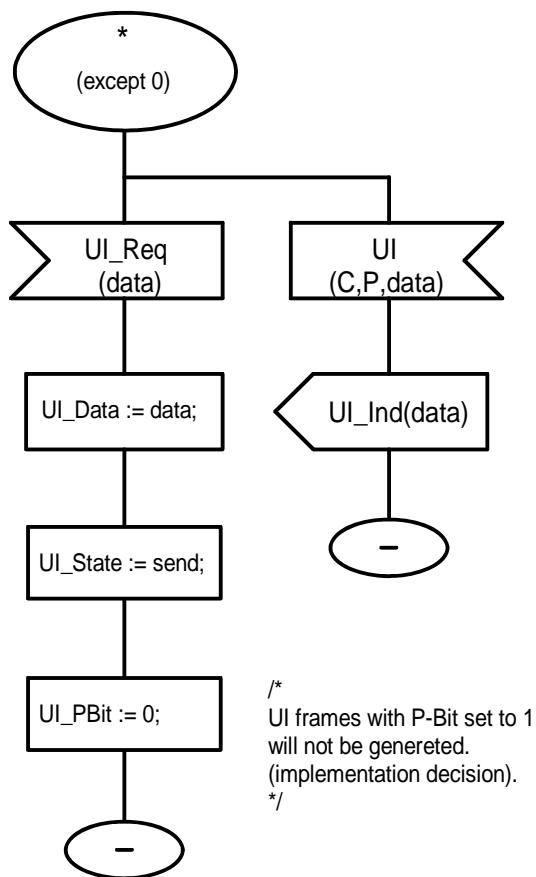 *
(except 0)
UI_Req
(data)
UI
(C,P,data)
UI_Data := data;
UI_Ind(data)
UI_State := send;
–
UI_PBit := 0;
/*
UI frames with P-Bit set to 1
will not be genereted.
(implementation decision).
*/
–